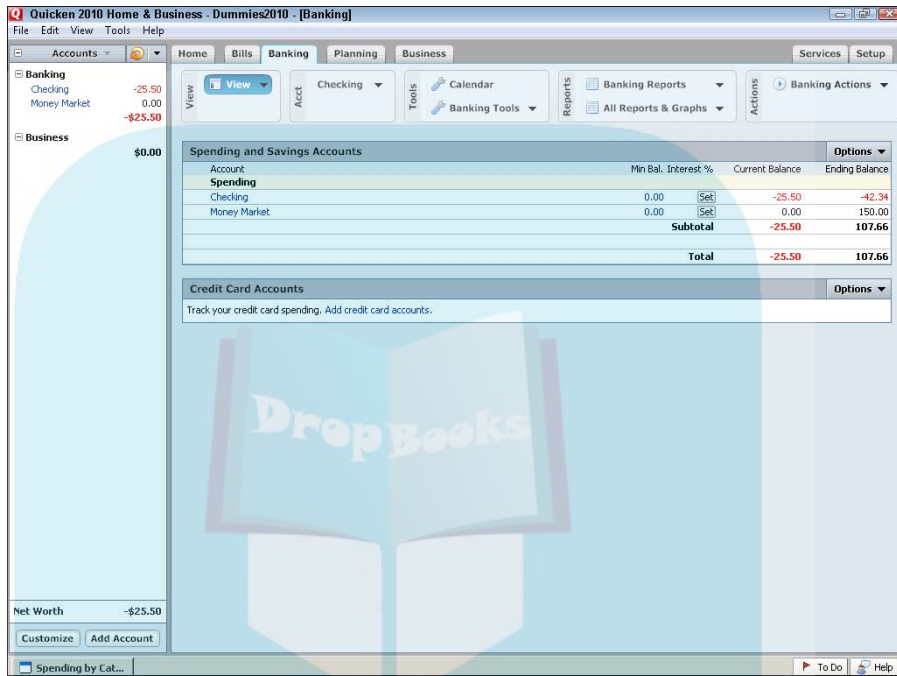 Quicken 2010 Home & Business - Dummies2010 - [Banking]
File Edit View Tools Help
Accounts
Home Bills Banking Planning Business Services Setup
Banking
Checking -25.50
Money Market 0.00
-$25.50
Business
$0.00
View
View
Acct
Checking
Tools
Calendar
Banking Tools
Reports
Banking Reports
All Reports & Graphs
Actions
Banking Actions
Spending and Savings Accounts Options
Account Min Bal. Interest % Current Balance Ending Balance
Spending
Checking 0.00 Set -25.50 -42.34
Money Market 0.00 Set 0.00 150.00
Subtotal -25.50 107.66
Total -25.50 107.66
Credit Card Accounts Options
Track your credit card spending. Add credit card accounts.
DropBooks
Net Worth -$25.50
Customize Add Account
Spending by Cat... To Do Help